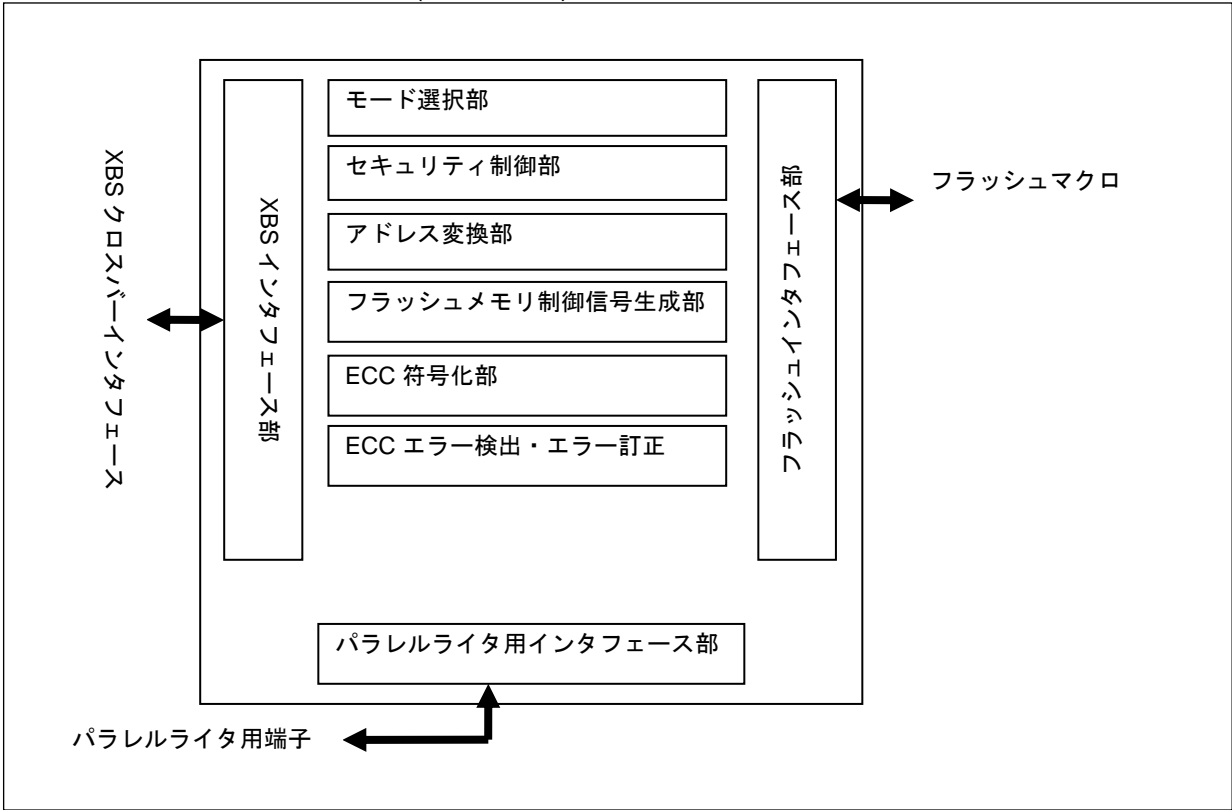 モード選択部
セキュリティ制御部
アドレス変換部
フラッシュメモリ制御信号生成部
ECC 符号化部
ECC エラー検出・エラー訂正
XBS クロスバーインタフェース
XBS インタフェース部
フラッシュインタフェース部
フラッシュマクロ
パラレルライタ用インタフェース部
パラレルライタ用端子